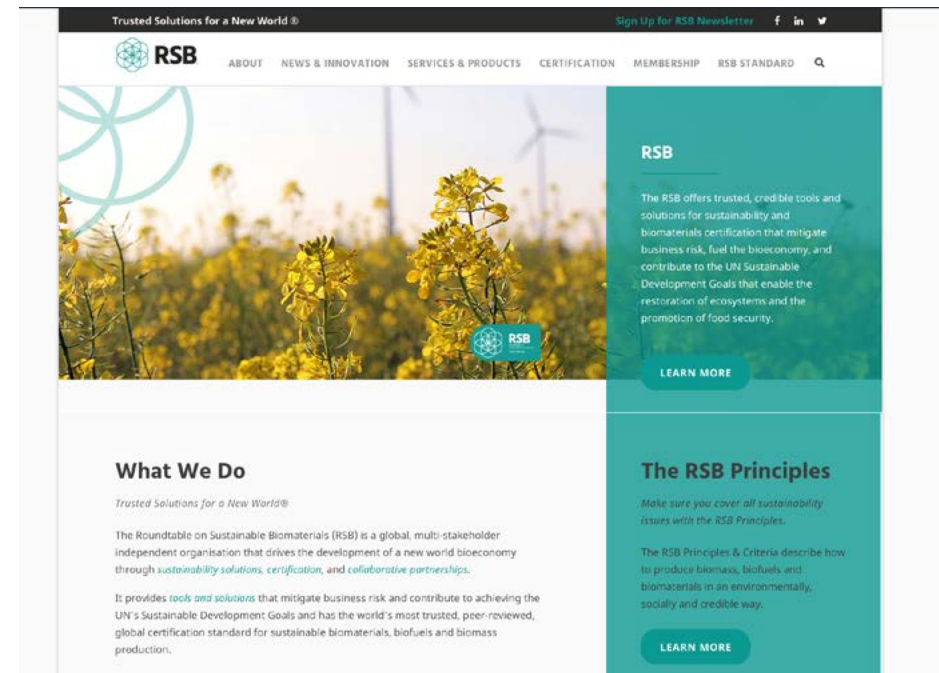 Trusted Solutions for a New World ®
Sign Up for RSB Newsletter
RSB
ABOUT NEWS & INNOVATION SERVICES & PRODUCTS CERTIFICATION MEMBERSHIP RSB STANDARD
RSB
The RSB offers trusted, credible tools and
solutions for sustainability and
biomaterials certification that mitigate
business risk, fuel the bioeconomy, and
contribute to the UN Sustainable
Development Goals that enable the
restoration of ecosystems and the
promotion of food security.
RSB
LEARN MORE
What We Do
Trusted Solutions for a New World®
The Roundtable on Sustainable Biomaterials (RSB) is a global, multi-stakeholder
independent organisation that drives the development of a new world bioeconomy
through sustainability solutions, certification, and collaborative partnerships.
It provides tools and solutions that mitigate business risk and contribute to achieving the
UN's Sustainable Development Goals and has the world's most trusted, peer-reviewed,
global certification standard for sustainable biomaterials, biofuels and biomass
production.
The RSB Principles
Make sure you cover all sustainability
issues with the RSB Principles.
The RSB Principles & Criteria describe how
to produce biomass, biofuels and
biomaterials in an environmentally,
socially and credible way.
LEARN MORE